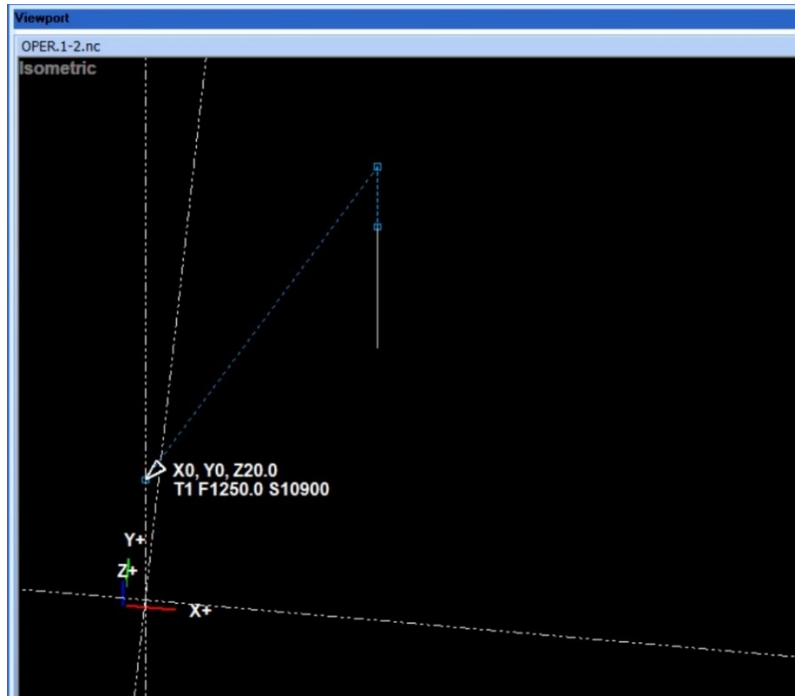 Viewport
OPER.1-2.nc
Isometric
X0, Y0, Z20.0
T1 F1250.0 S10900
Y+
Z+
X+